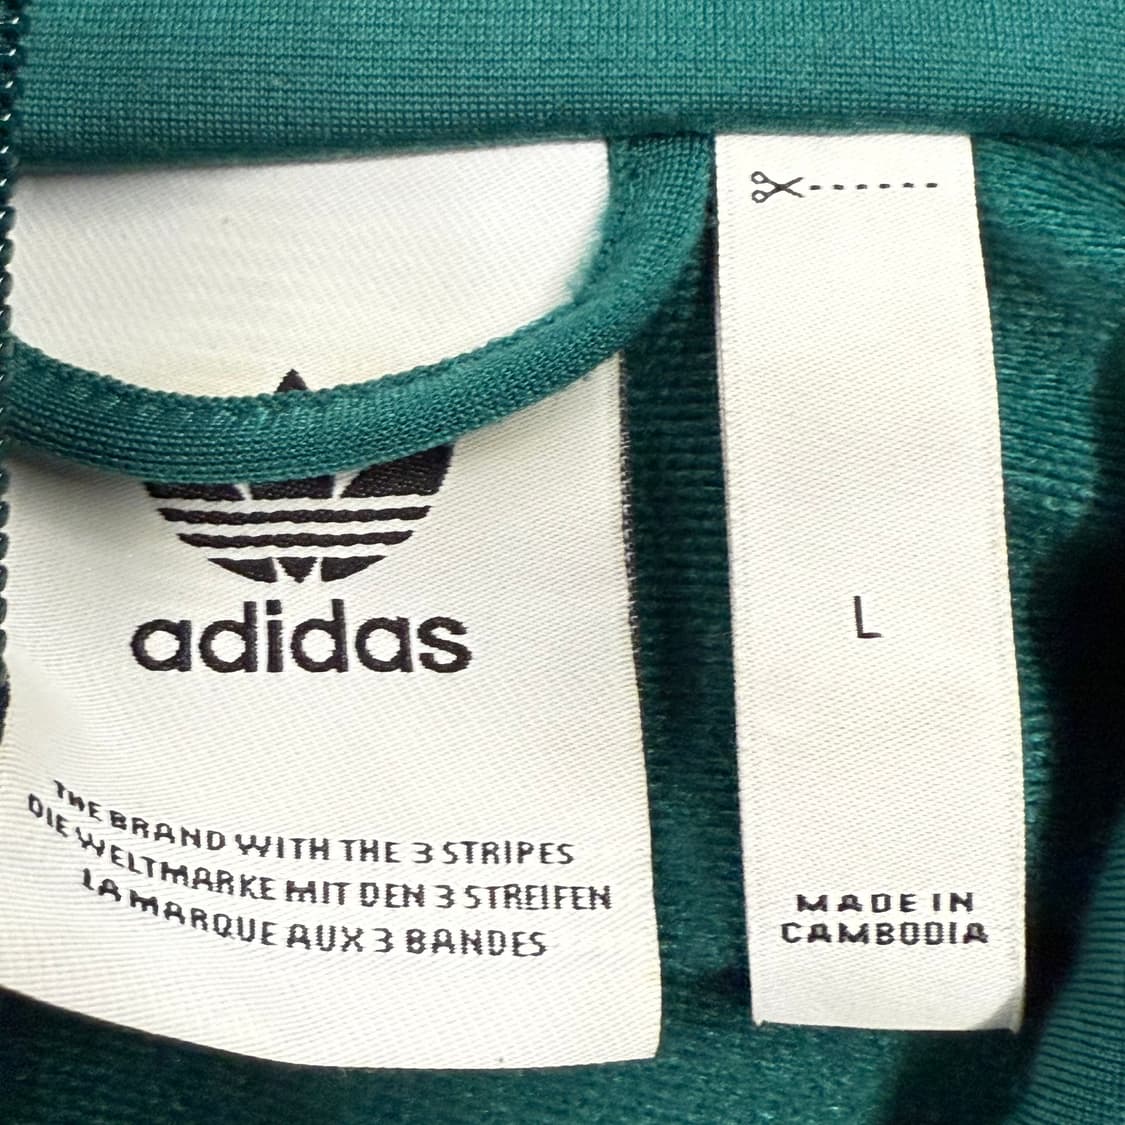 adidas
THE BRAND WITH THE 3 STRIPES
DIE WELTMARKE MIT DEN 3 STREIFEN
LA MARQUE AUX 3 BANDES
L
MADE IN
CAMBODIA